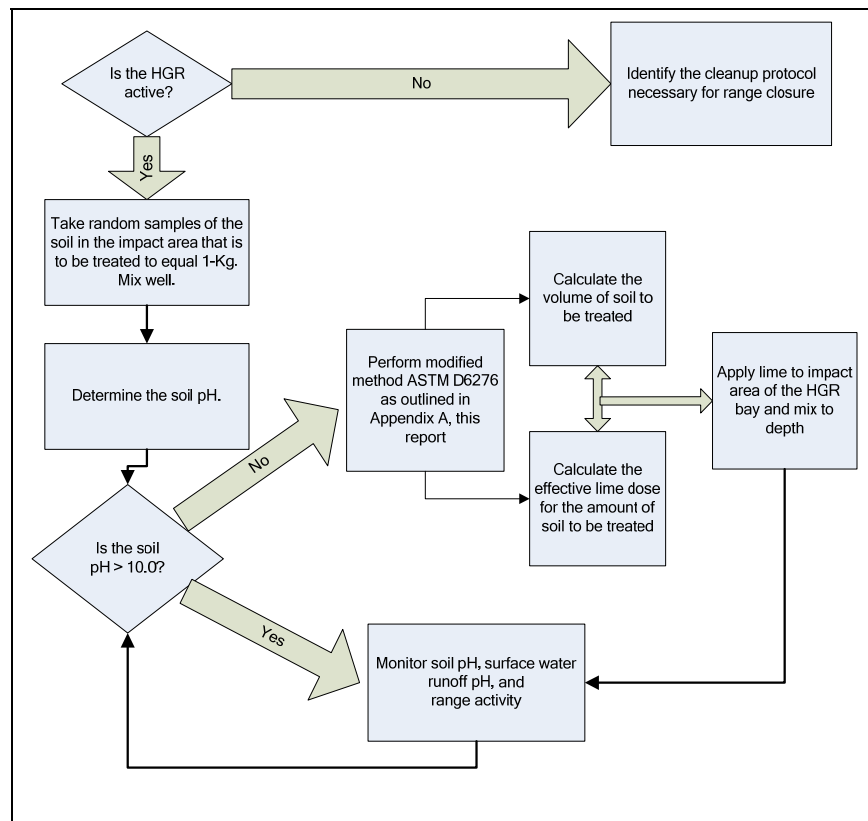 Is the HGR
active?
No
Identify the cleanup protocol
necessary for range closure
Yes
Take random samples of the
soil in the impact area that is
to be treated to equal 1-Kg.
Mix well.
Determine the soil pH.
Is the soil
pH > 10.0?
No
Perform modified
method ASTM D6276
as outlined in
Appendix A, this
report
Calculate the
volume of soil to
be treated
Calculate the
effective lime dose
for the amount of
soil to be treated
Apply lime to impact
area of the HGR
bay and mix to
depth
Yes
Monitor soil pH, surface water
runoff pH, and
range activity